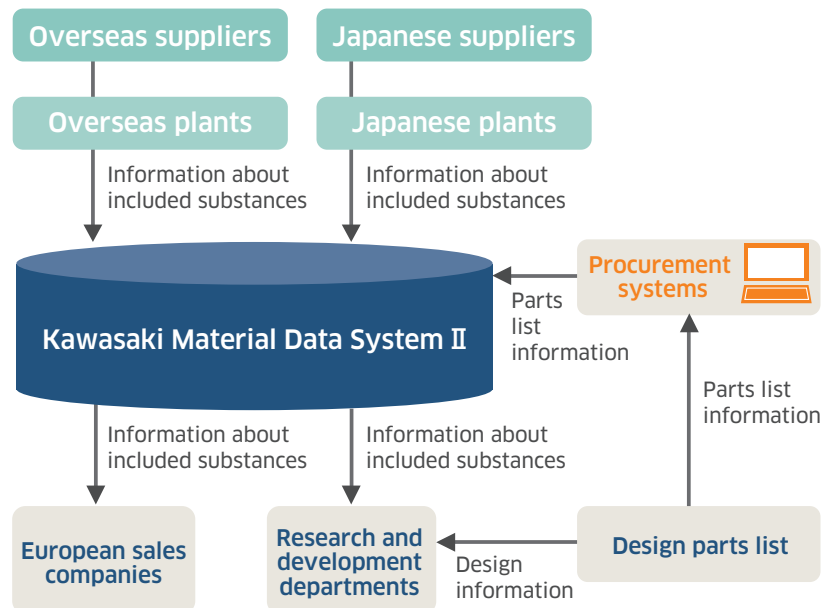 Overseas suppliers
Japanese suppliers
Overseas plants
Japanese plants
Information about
included substances
Information about
included substances
Procurement
systems
Parts
list
information
Kawasaki Material Data System Ⅱ
Parts list
information
Information about
included substances
Information about
included substances
European sales
companies
Research and
development
departments
Design
information
Design parts list